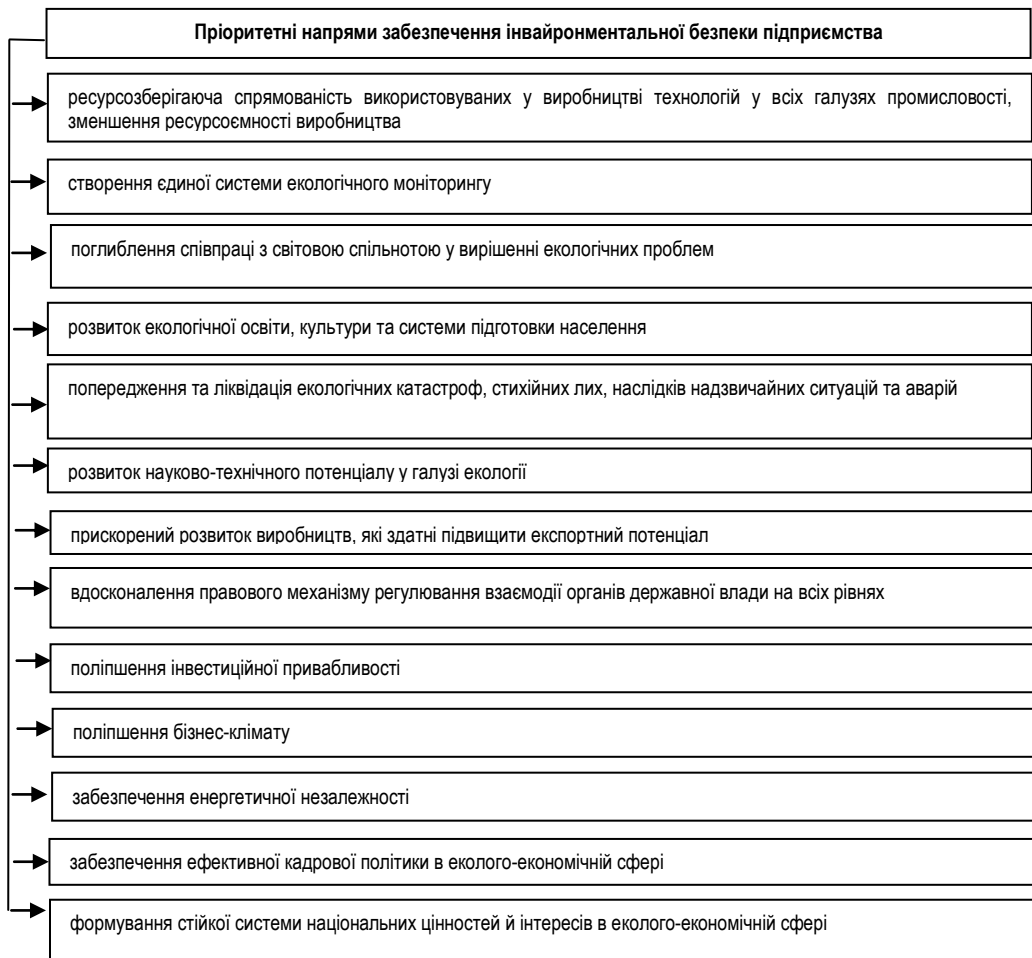 Пріоритетні напрями забезпечення інвайронментальної безпеки підприємства
ресурсозберігаюча спрямованість використовуваних у виробництві технологій у всіх галузях промисловості,
зменшення ресурсоємності виробництва
створення єдиної системи екологічного моніторингу
поглиблення співпраці з світовою спільнотою у вирішенні екологічних проблем
розвиток екологічної освіти, культури та системи підготовки населення
попередження та ліквідація екологічних катастроф, стихійних лих, наслідків надзвичайних ситуацій та аварій
розвиток науково-технічного потенціалу у галузі екології
прискорений розвиток виробництв, які здатні підвищити експортний потенціал
вдосконалення правового механізму регулювання взаємодії органів державної влади на всіх рівнях
поліпшення інвестиційної привабливості
поліпшення бізнес-клімату
забезпечення енергетичної незалежності
забезпечення ефективної кадрової політики в еколого-економічній сфері
формування стійкої системи національних цінностей й інтересів в еколого-економічній сфері